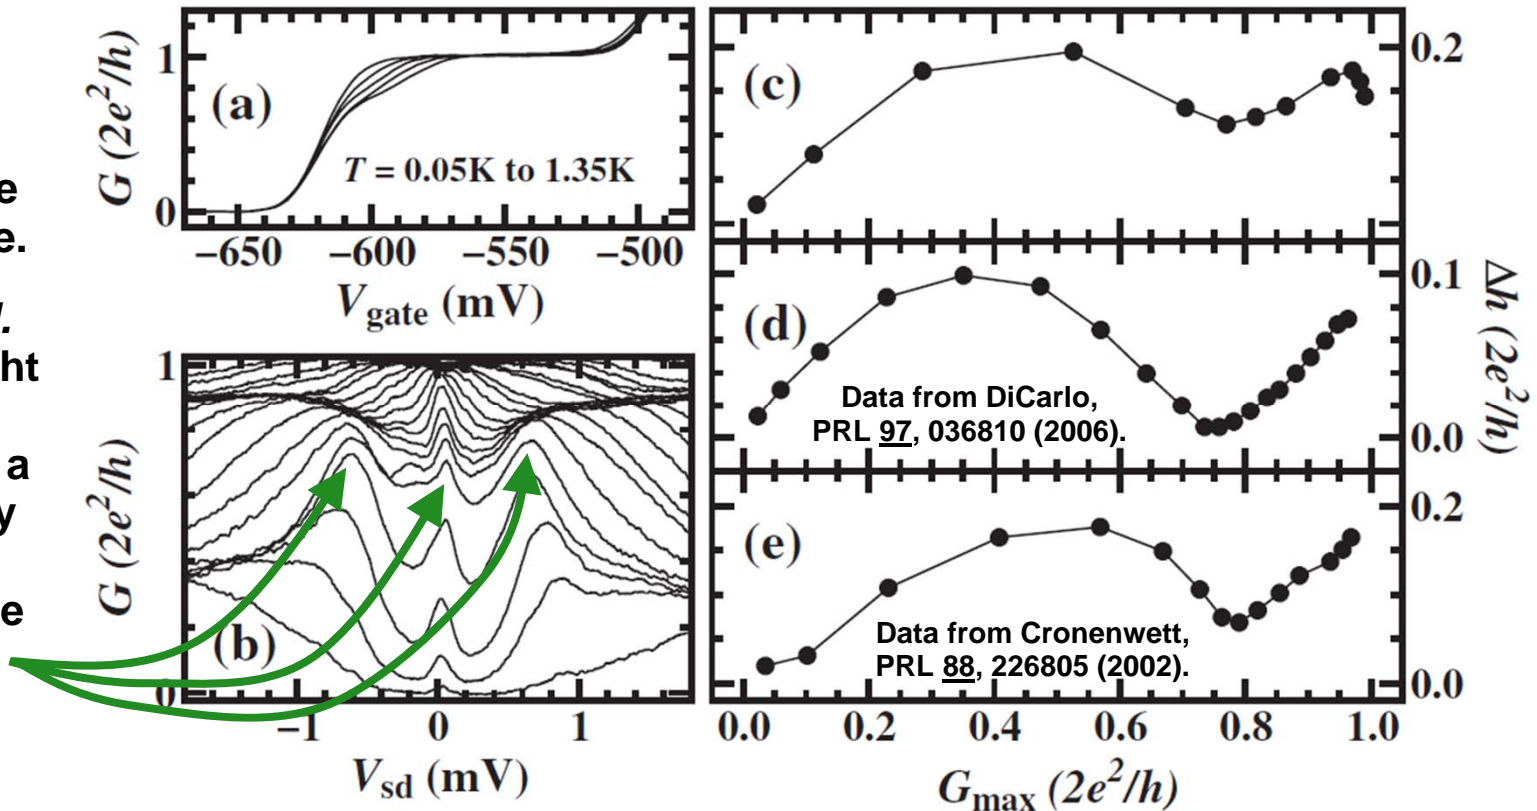 e
e.
ht
a
y
e
G (2e²/h)
1
0
(a)
T = 0.05K to 1.35K
−650 −600 −550 −500
V_gate (mV)
G (2e²/h)
1
0
(b)
−1 0 1
V_sd (mV)
(c)
0.2
(d)
0.1
0.0
Data from DiCarlo,
PRL 97, 036810 (2006).
Δh (2e²/h)
(e)
0.2
0.0
Data from Cronenwett,
PRL 88, 226805 (2002).
0.0 0.2 0.4 0.6 0.8 1.0
G_max (2e²/h)